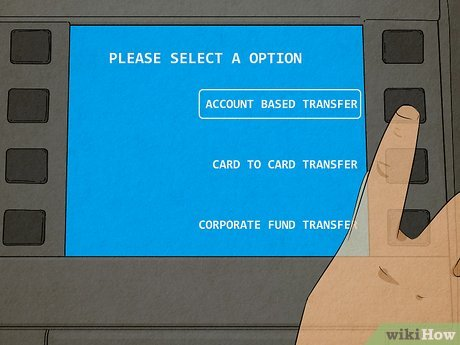 PLEASE SELECT A OPTION
ACCOUNT BASED TRANSFER
CARD TO CARD TRANSFER
CORPORATE FUND TRANSFER
wikiHow